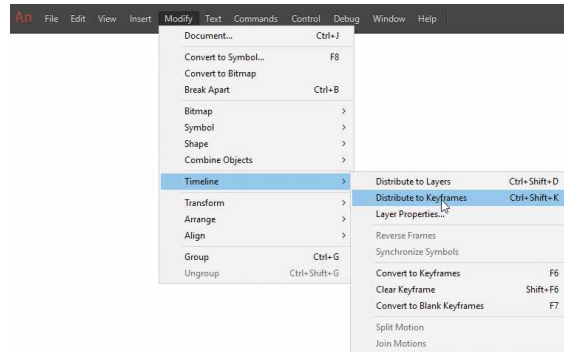 An File Edit View Insert Modify Text Commands Control Debug Window Help
Document... Ctrl+J
Convert to Symbol... F8
Convert to Bitmap
Break Apart Ctrl+B
Bitmap >
Symbol >
Shape >
Combine Objects >
Timeline >
Transform >
Arrange >
Align >
Group Ctrl+G
Ungroup Ctrl+Shift+G
Distribute to Layers Ctrl+Shift+D
Distribute to Keyframes Ctrl+Shift+K
Layer Properties...
Reverse Frames
Synchronize Symbols
Convert to Keyframes F6
Clear Keyframe Shift+F6
Convert to Blank Keyframes F7
Split Motion
Join Motions